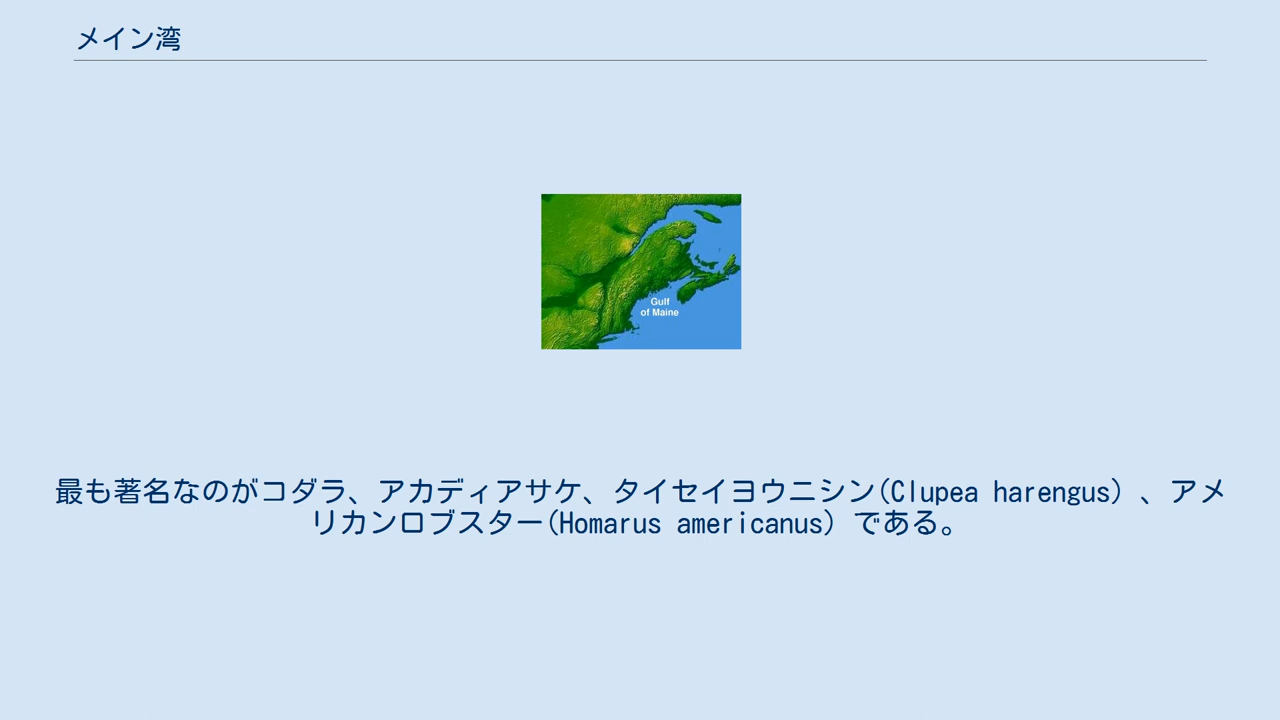 メイン湾
Gulf
of Maine
最も著名なのがコダラ、アカディアサケ、タイセイヨウニシン(Clupea harengus) 、アメ
リカンロブスター(Homarus americanus) である。